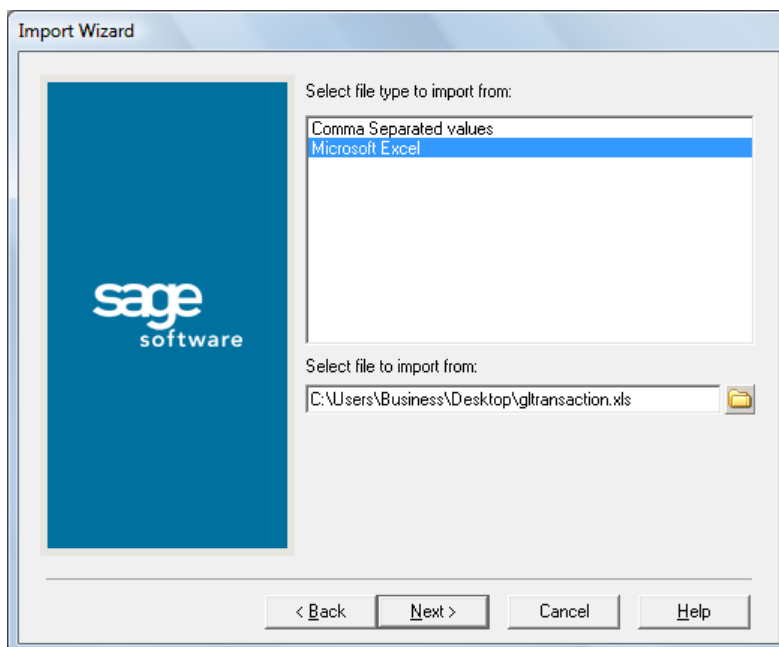 Import Wizard
Select file type to import from:
Comma Separated values
Microsoft Excel
sage
software
Select file to import from:
C:\Users\Business\Desktop\gltransaction.xls
< Back
Next >
Cancel
Help